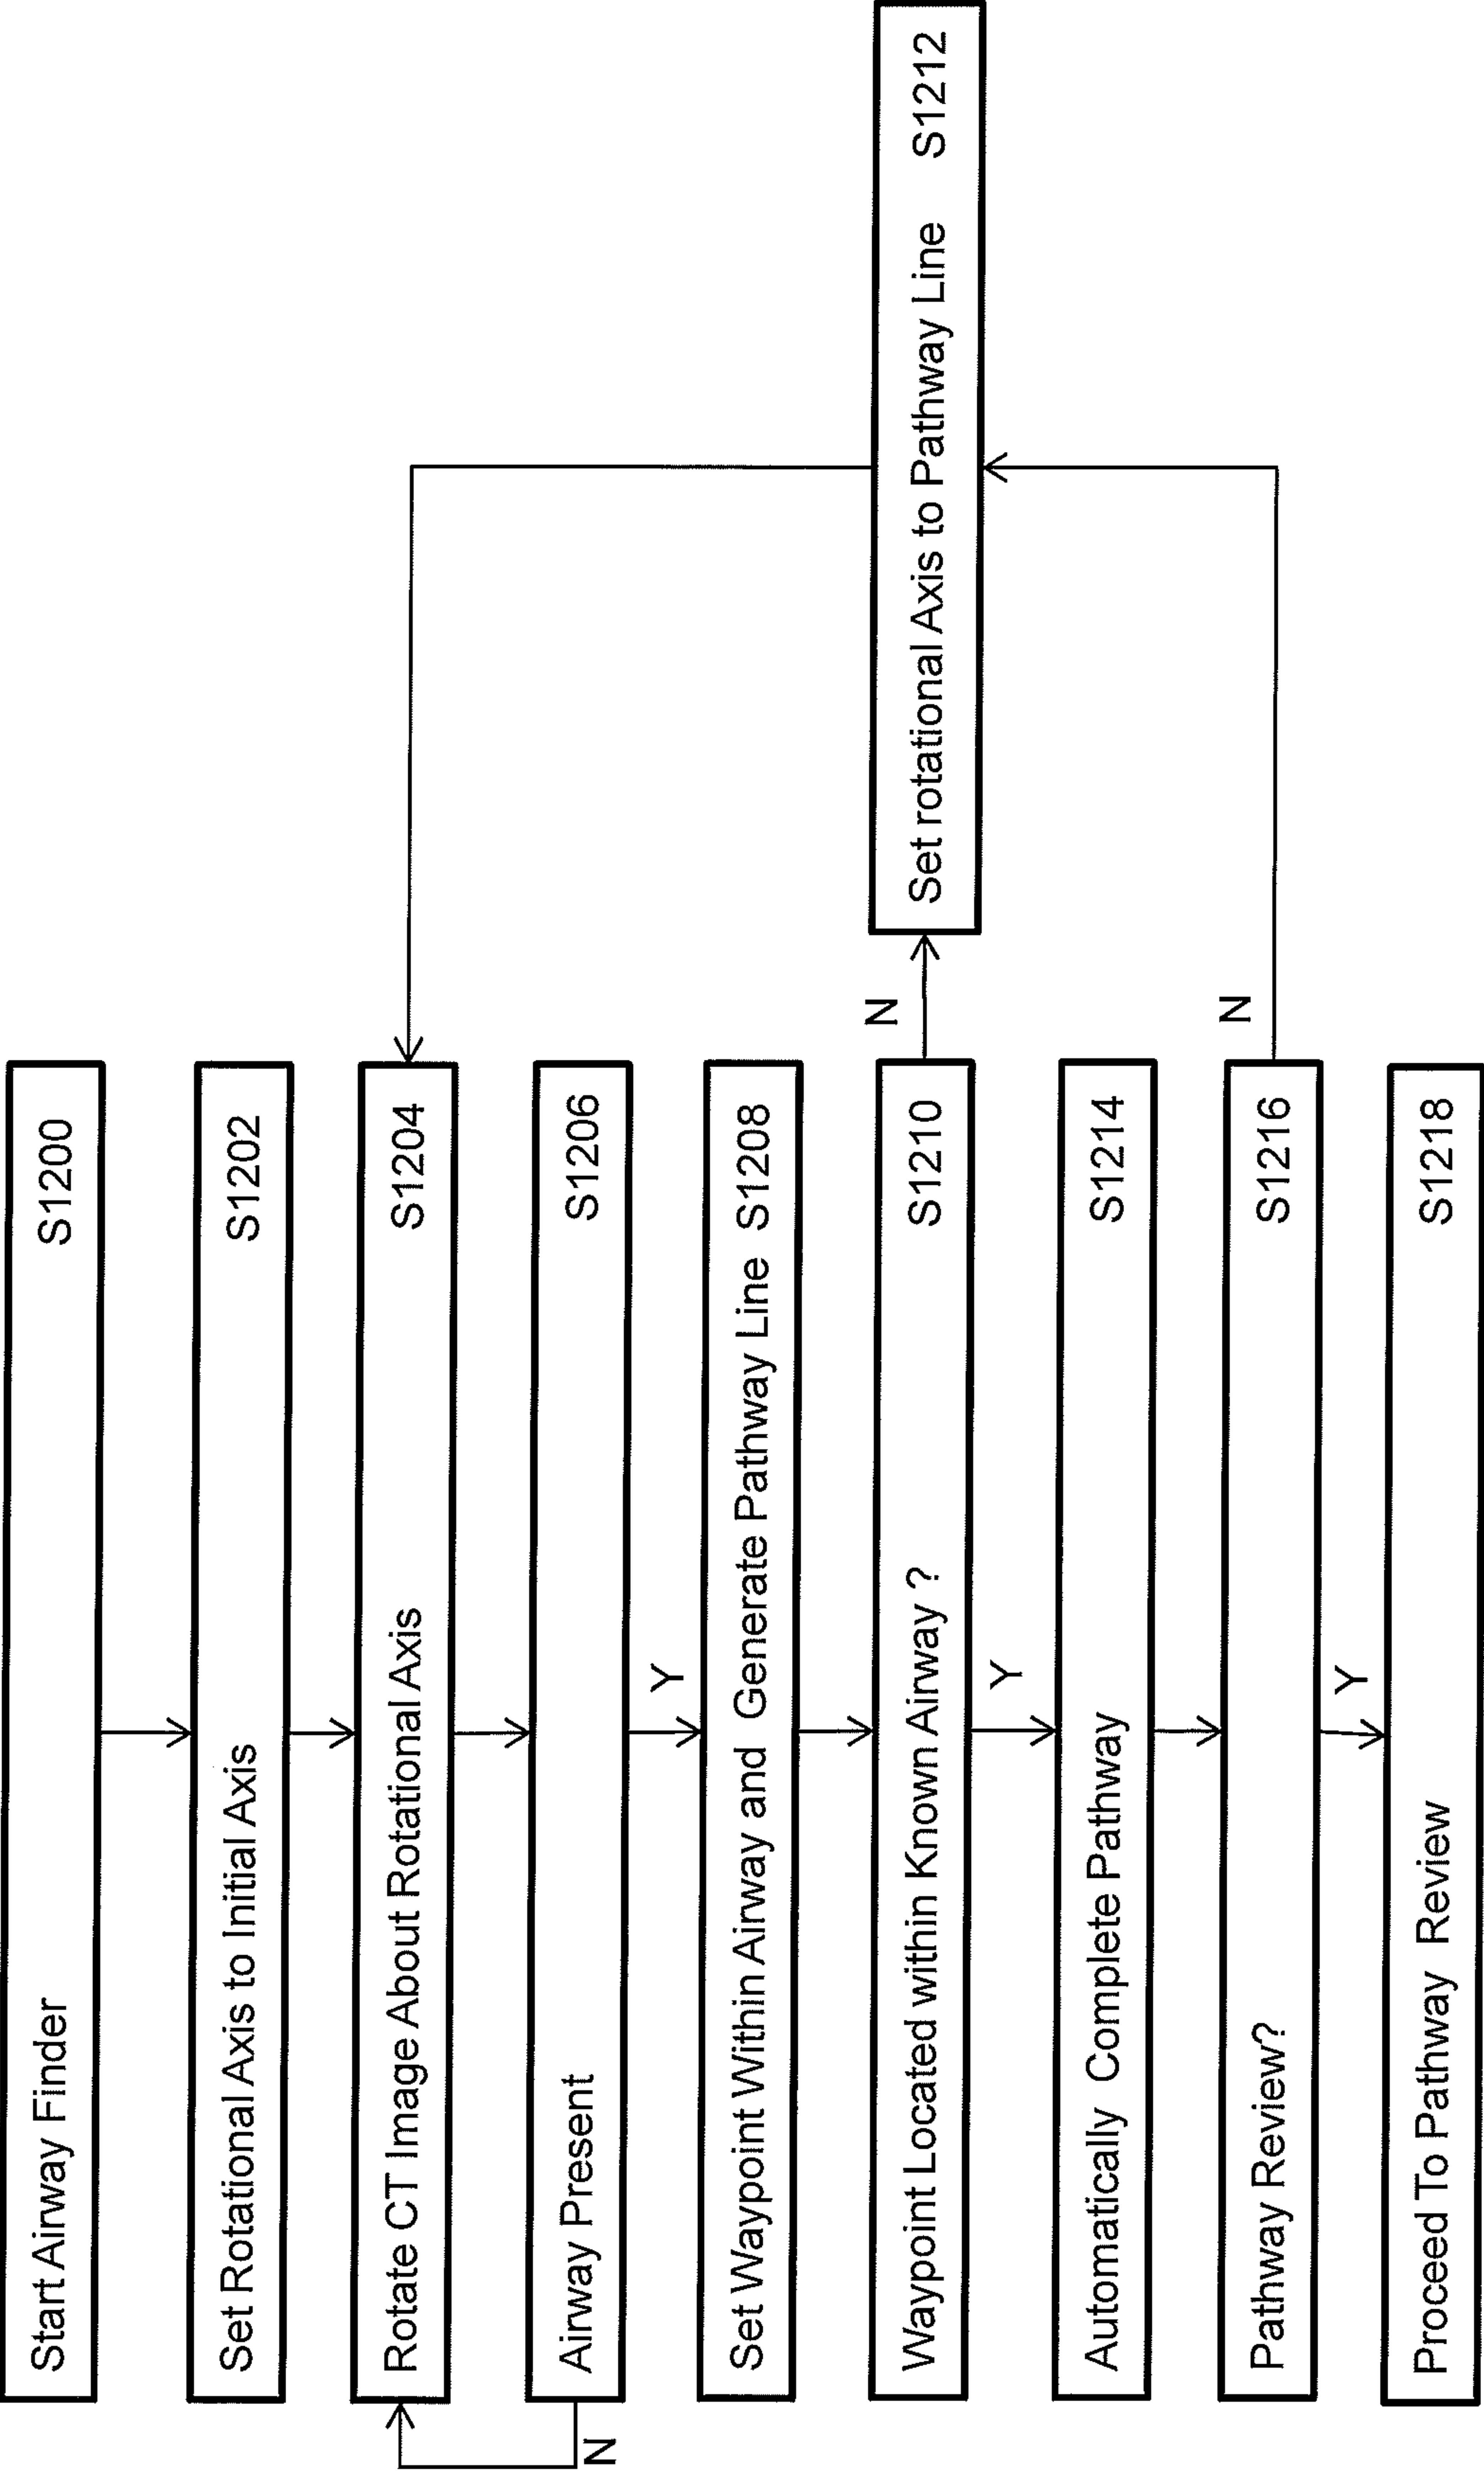 Start Airway Finder S1200
Set Rotational Axis to Initial Axis S1202
Rotate CT Image About Rotational Axis S1204
Airway Present S1206
N
Y
Set Waypoint Within Airway and Generate Pathway Line S1208
Waypoint Located within Known Airway ? S1210
N
Set rotational Axis to Pathway Line S1212
Y
Automatically Complete Pathway S1214
Pathway Review? S1216
N
Y
Proceed To Pathway Review S1218